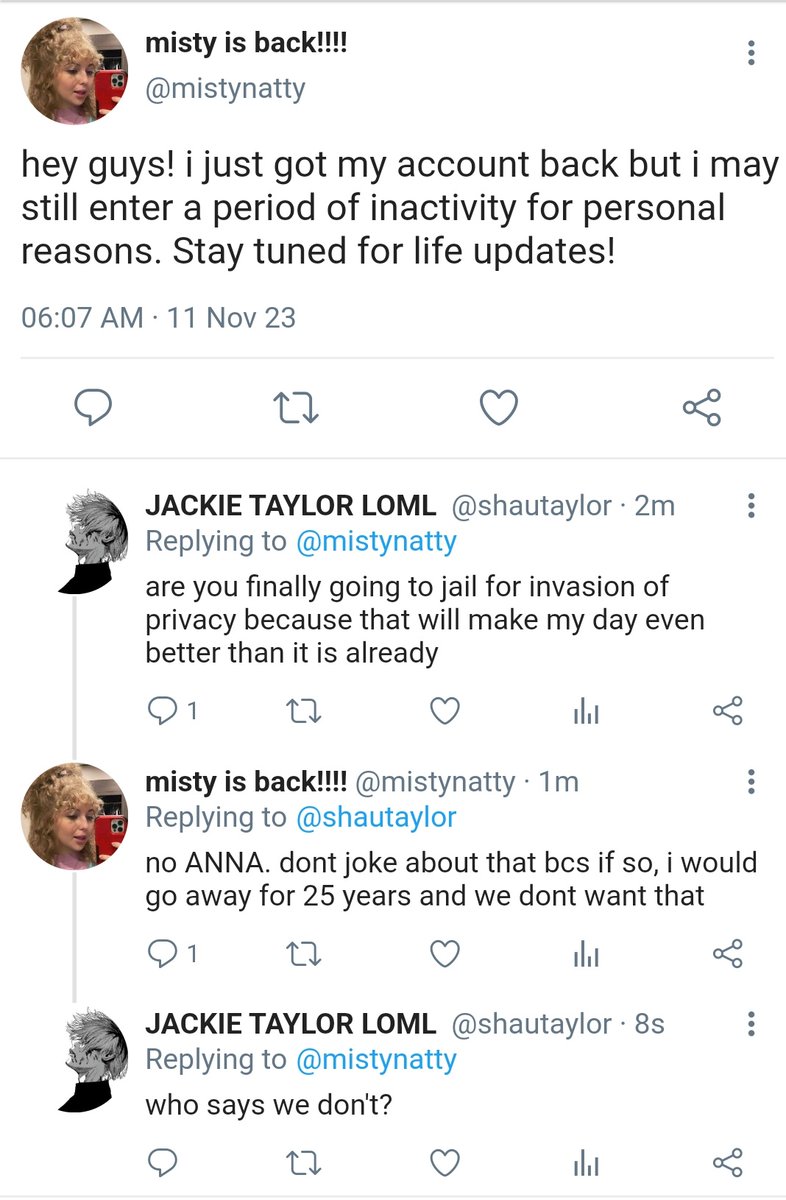 misty is back!!!!
@mistynatty
hey guys! i just got my account back but i may
still enter a period of inactivity for personal
reasons. Stay tuned for life updates!
06:07 AM · 11 Nov 23
JACKIE TAYLOR LOML @shautaylor · 2m
Replying to @mistynatty
are you finally going to jail for invasion of
privacy because that will make my day even
better than it is already
1
misty is back!!!! @mistynatty · 1m
Replying to @shautaylor
no ANNA. dont joke about that bcs if so, i would
go away for 25 years and we dont want that
1
JACKIE TAYLOR LOML @shautaylor · 8s
Replying to @mistynatty
who says we don't?